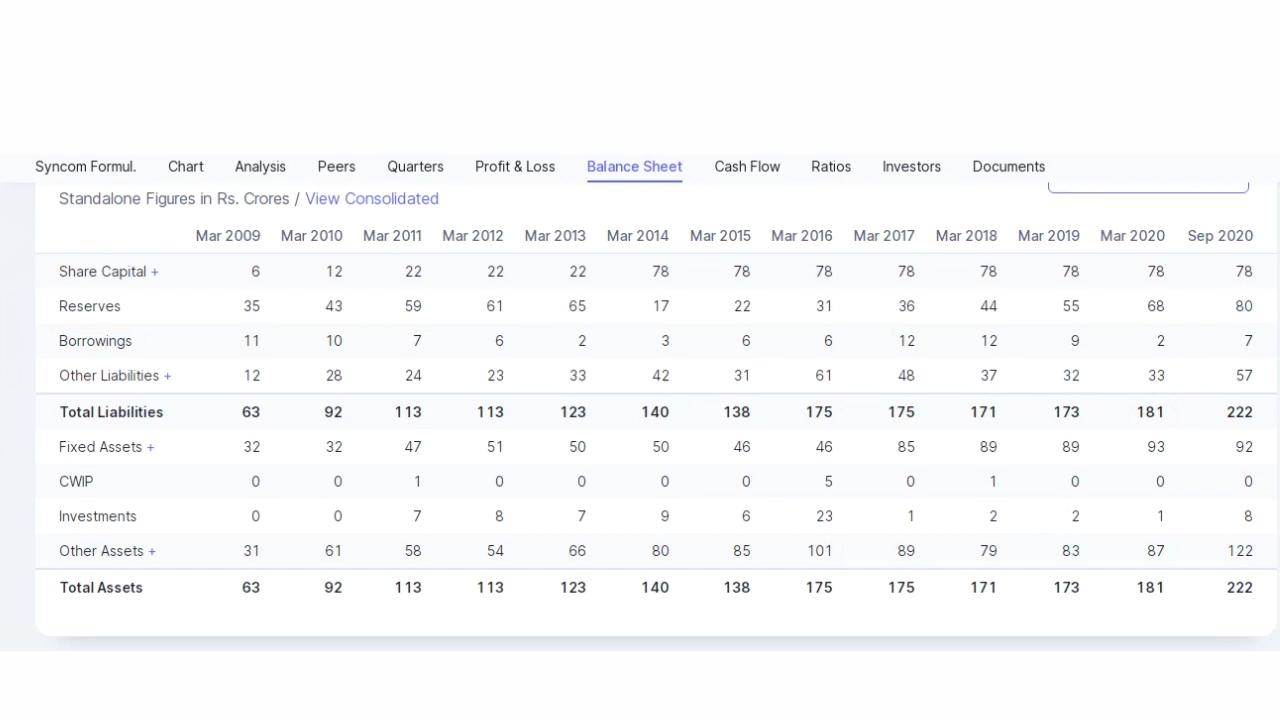 Syncom Formul. Chart Analysis Peers Quarters Profit & Loss Balance Sheet Cash Flow Ratios Investors Documents
Standalone Figures in Rs. Crores / View Consolidated
Mar 2009 Mar 2010 Mar 2011 Mar 2012 Mar 2013 Mar 2014 Mar 2015 Mar 2016 Mar 2017 Mar 2018 Mar 2019 Mar 2020 Sep 2020
Share Capital + 6 12 22 22 22 78 78 78 78 78 78 78 78
Reserves 35 43 59 61 65 17 22 31 36 44 55 68 80
Borrowings 11 10 7 6 2 3 6 6 12 12 9 2 7
Other Liabilities + 12 28 24 23 33 42 31 61 48 37 32 33 57
Total Liabilities 63 92 113 113 123 140 138 175 175 171 173 181 222
Fixed Assets + 32 32 47 51 50 50 46 46 85 89 89 93 92
CWIP 0 0 1 0 0 0 0 5 0 1 0 0 0
Investments 0 0 7 8 7 9 6 23 1 2 2 1 8
Other Assets + 31 61 58 54 66 80 85 101 89 79 83 87 122
Total Assets 63 92 113 113 123 140 138 175 175 171 173 181 222